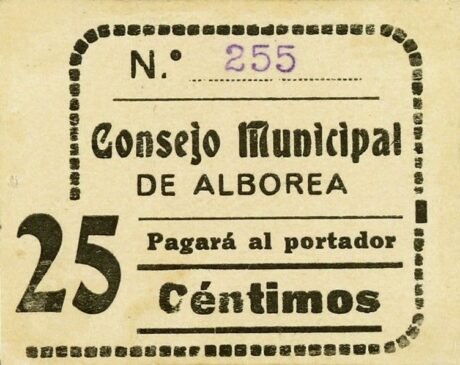 N.º 255
Consejo Municipal
DE ALBOREA
Pagará al portador
25 Céntimos